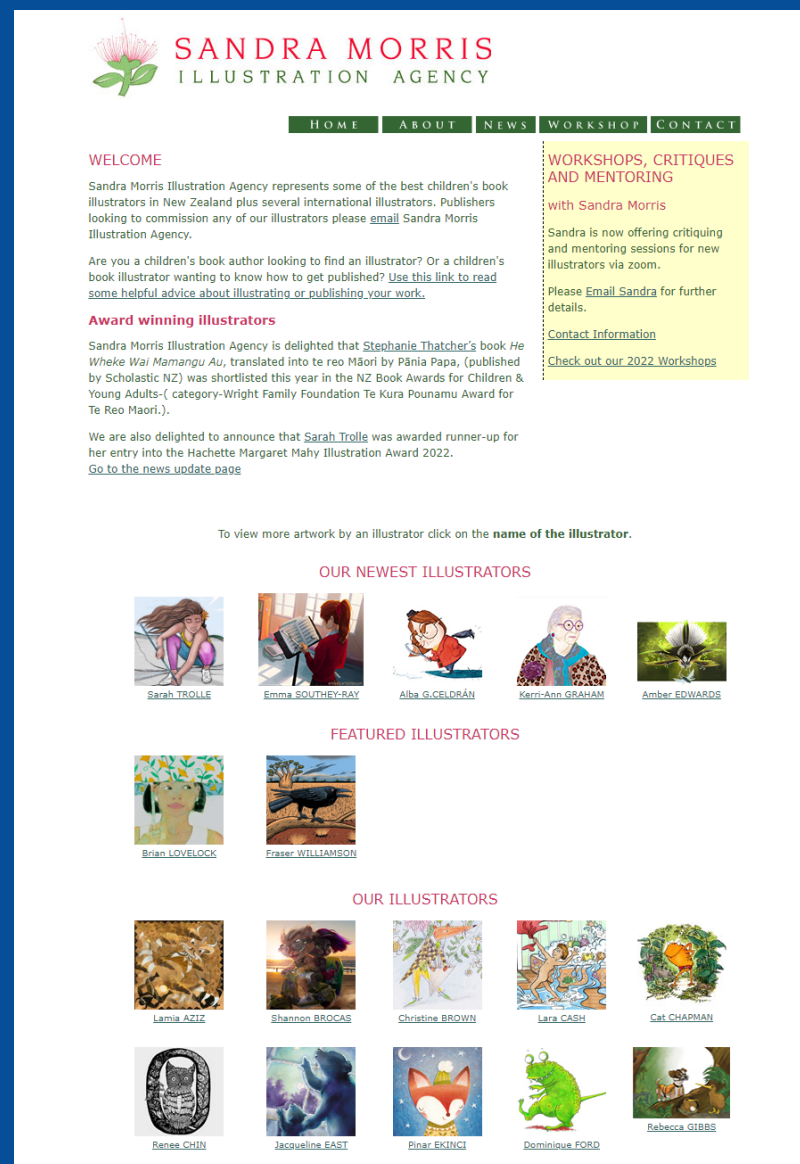 SANDRA MORRIS
ILLUSTRATION AGENCY
HOME ABOUT NEWS WORKSHOP CONTACT
WELCOME
Sandra Morris Illustration Agency represents some of the best children's book
illustrators in New Zealand plus several international illustrators. Publishers
looking to commission any of our illustrators please email Sandra Morris
Illustration Agency.
Are you a children's book author looking to find an illustrator? Or a children's
book illustrator wanting to know how to get published? Use this link to read
some helpful advice about illustrating or publishing your work.
Award winning illustrators
Sandra Morris Illustration Agency is delighted that Stephanie Thatcher's book He
Wheke Wai Mamangu Au, translated into te reo Māori by Pānia Papa, (published
by Scholastic NZ) was shortlisted this year in the NZ Book Awards for Children &
Young Adults-( category-Wright Family Foundation Te Kura Pounamu Award for
Te Reo Maori.).
We are also delighted to announce that Sarah Trolle was awarded runner-up for
her entry into the Hachette Margaret Mahy Illustration Award 2022.
Go to the news update page
WORKSHOPS, CRITIQUES
AND MENTORING
with Sandra Morris
Sandra is now offering critiquing
and mentoring sessions for new
illustrators via zoom.
Please Email Sandra for further
details.
Contact Information
Check out our 2022 Workshops
To view more artwork by an illustrator click on the name of the illustrator.
OUR NEWEST ILLUSTRATORS
Sarah TROLLE Emma SOUTHEY-RAY Alba G.CELDRÁN Kerri-Ann GRAHAM Amber EDWARDS
FEATURED ILLUSTRATORS
Brian LOVELOCK Fraser WILLIAMSON
OUR ILLUSTRATORS
Lamia AZIZ Shannon BROCAS Christine BROWN Lara CASH Cat CHAPMAN
Renee CHIN Jacqueline EAST Pinar EKINCI Dominique FORD Rebecca GIBBS